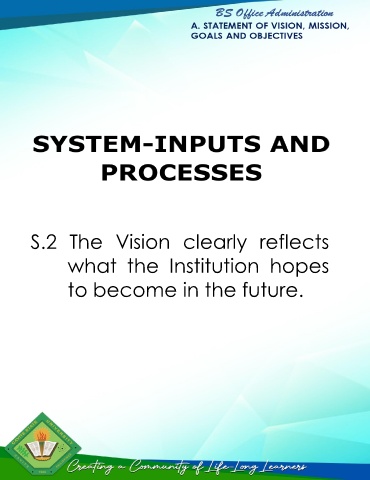 BS Office Administration
A. STATEMENT OF VISION, MISSION,
GOALS AND OBJECTIVES
SYSTEM-INPUTS AND
PROCESSES
S.2 The Vision clearly reflects
what the Institution hopes
to become in the future.
Creating a Community of Life Long Learners